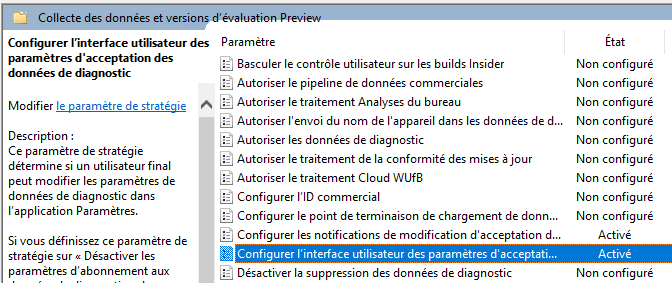 Collecte des données et versions d'évaluation Preview
Configurer l'interface utilisateur des
paramètres d'acceptation des
données de diagnostic
Modifier le paramètre de stratégie
Description :
Ce paramètre de stratégie
détermine si un utilisateur final
peut modifier les paramètres de
données de diagnostic dans
l'application Paramètres.
Si vous définissez ce paramètre de
stratégie sur « Désactiver les
paramètres d'abonnement aux
Paramètre État
Basculer le contrôle utilisateur sur les builds Insider Non configuré
Autoriser le pipeline de données commerciales Non configuré
Autoriser le traitement Analyses du bureau Non configuré
Autoriser l'envoi du nom de l'appareil dans les données de d... Non configuré
Autoriser les données de diagnostic Non configuré
Autoriser le traitement de la conformité des mises à jour Non configuré
Autoriser le traitement Cloud WUfB Non configuré
Configurer l'ID commercial Non configuré
Configurer le point de terminaison de chargement de donn... Non configuré
Configurer les notifications de modification d'acceptation d... Activé
Configurer l'interface utilisateur des paramètres d'acceptati... Activé
Désactiver la suppression des données de diagnostic Non configuré